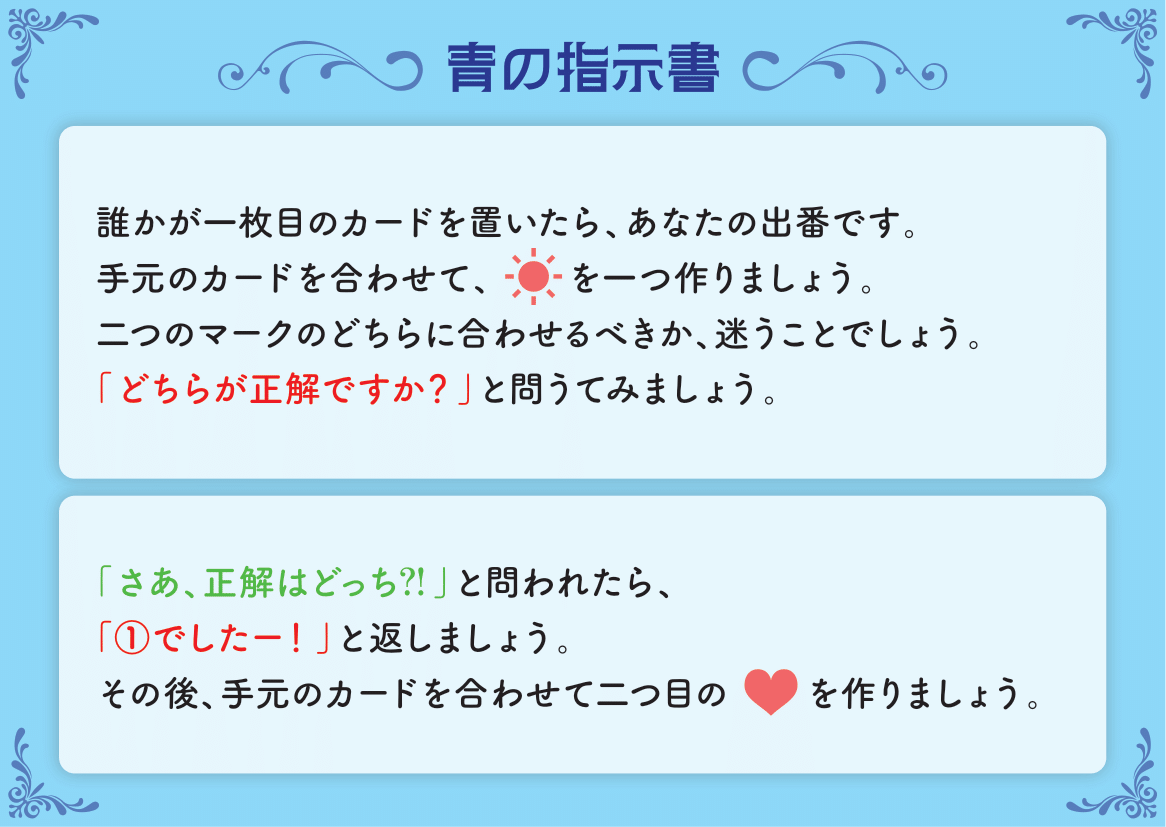 青の指示書
誰かが一枚目のカードを置いたら、あなたの出番です。
手元のカードを合わせて、 を一つ作りましょう。
二つのマークのどちらに合わせるべきか、迷うことでしょう。
「どちらが正解ですか?」と問うてみましょう。
「さあ、正解はどっち?!」と問われたら、
「①でしたー!」と返しましょう。
その後、手元のカードを合わせて二つ目の を作りましょう。